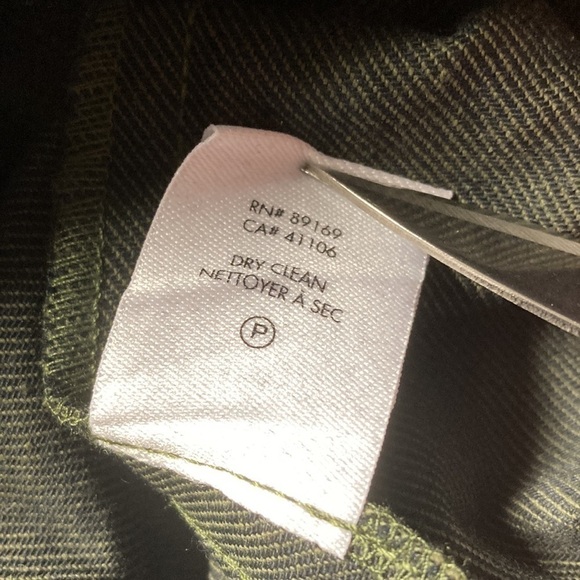 RN# 89169
CA# 41106
DRY CLEAN
NETTOYER À SEC
P